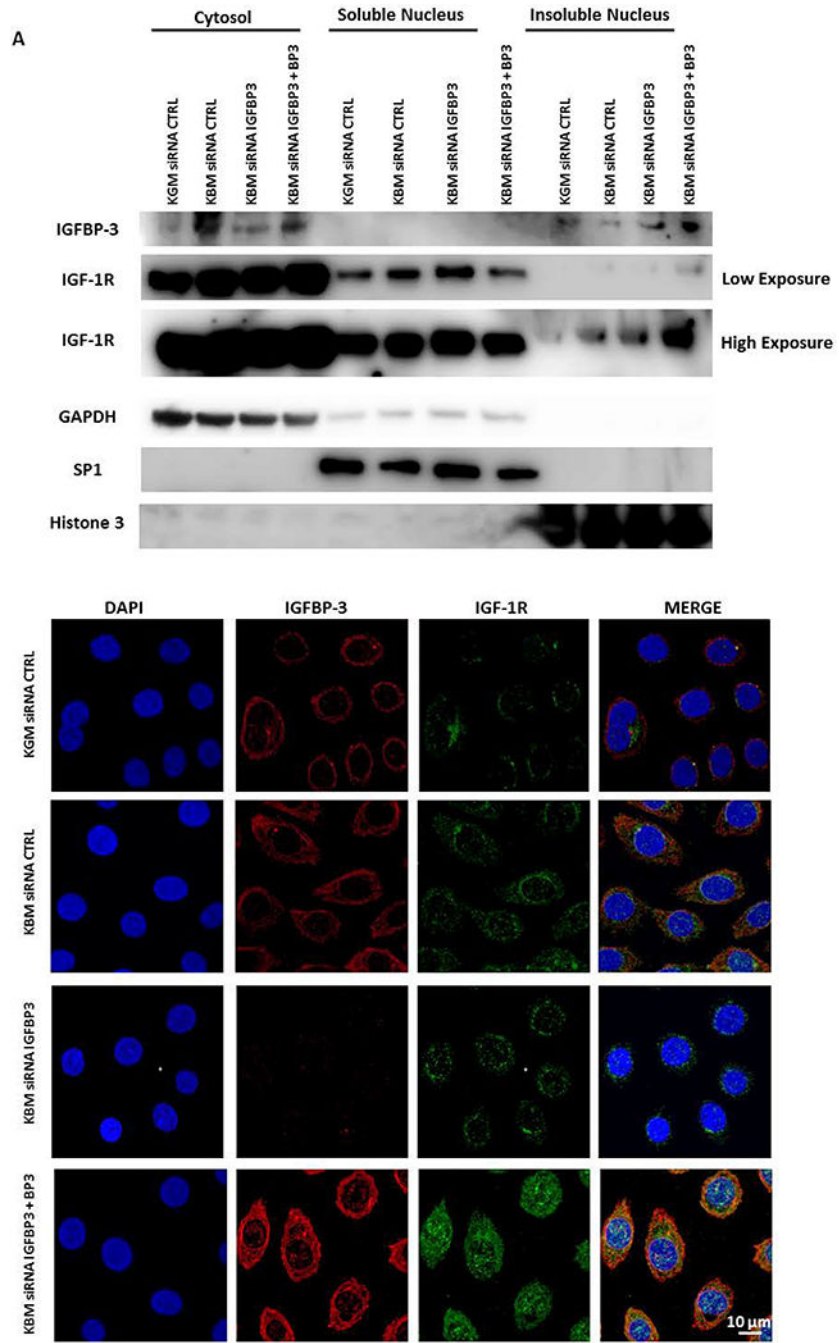 A
Cytosol
Soluble Nucleus
Insoluble Nucleus
KGM siRNA CTRL
KBM siRNA CTRL
KBM siRNA IGFBP3
KBM siRNA IGFBP3 + BP3
KGM siRNA CTRL
KBM siRNA CTRL
KBM siRNA IGFBP3
KBM siRNA IGFBP3 + BP3
KGM siRNA CTRL
KBM siRNA CTRL
KBM siRNA IGFBP3
KBM siRNA IGFBP3 + BP3
IGFBP-3
IGF-1R
Low Exposure
IGF-1R
High Exposure
GAPDH
SP1
Histone 3
DAPI
IGFBP-3
IGF-1R
MERGE
KGM siRNA CTRL
KBM siRNA CTRL
KBM siRNA IGFBP3
KBM siRNA IGFBP3 + BP3
10 μm